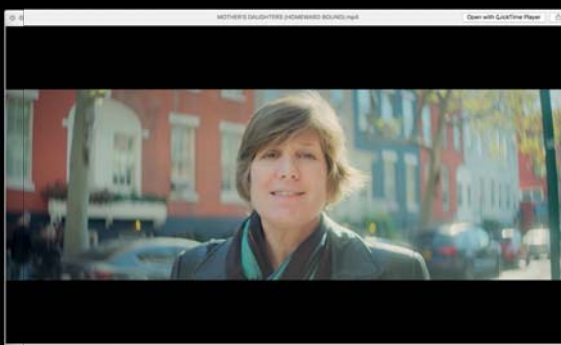 MOTHER'S DAUGHTERS (HOMEWARD BOUND).mp4
Open with QuickTime Player